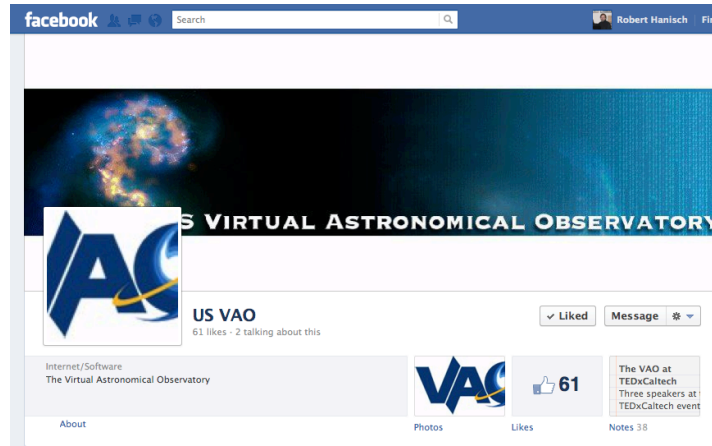 facebook
Search
Robert Hanisch
S VIRTUAL ASTRONOMICAL OBSERVATORY
VAO
US VAO
61 likes · 2 talking about this
✓ Liked
Message
Internet/Software
The Virtual Astronomical Observatory
About
VAO
Photos
61
Likes
The VAO at
TEDxCaltech
Three speakers at
TEDxCaltech event
Notes 38